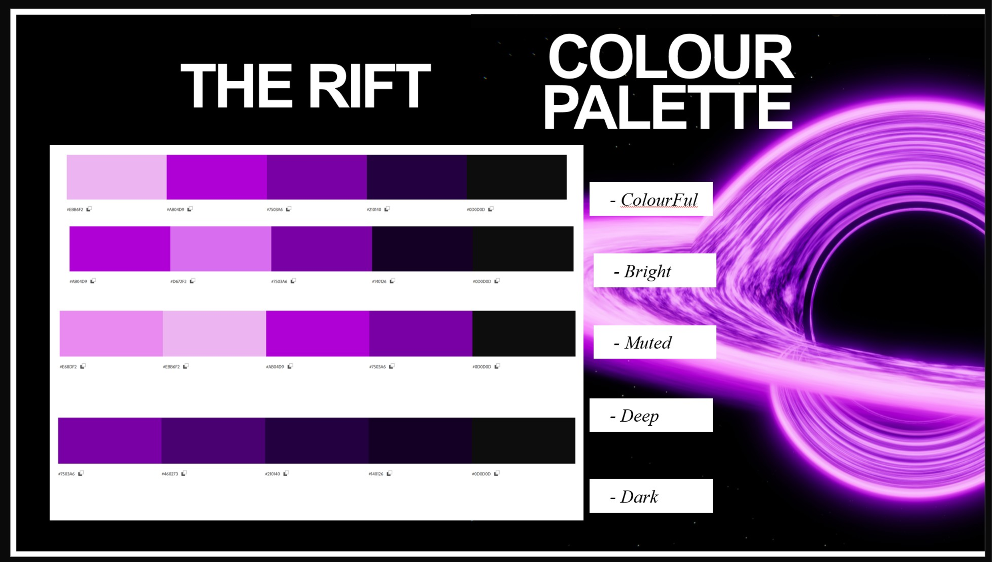 THE RIFT
COLOUR
PALETTE
#EBB6F2 #AB04D9 #7503A6 #210140 #0D0D0D
- ColourFul
#AB04D9 #D672F2 #7503A6 #140126 #0D0D0D
- Bright
#E68DF2 #EBB6F2 #AB04D9 #7503A6 #0D0D0D
- Muted
#7503A6 #460273 #210140 #140126 #0D0D0D
- Deep
- Dark